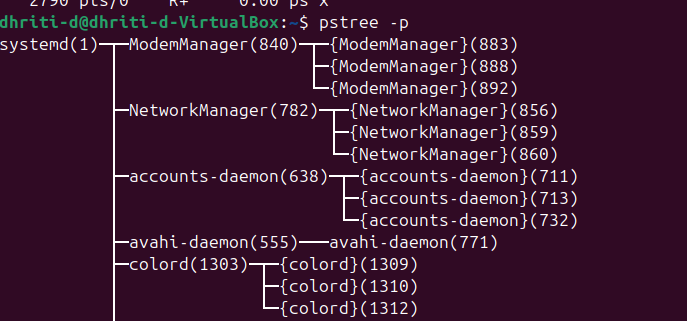 2790 pts/0    R+     0:00 ps x
dhriti-d@dhriti-d-VirtualBox:~$ pstree -p
systemd(1)─┬─ModemManager(840)─┬─{ModemManager}(883)
           │                   ├─{ModemManager}(888)
           │                   └─{ModemManager}(892)
           ├─NetworkManager(782)─┬─{NetworkManager}(856)
           │                     ├─{NetworkManager}(859)
           │                     └─{NetworkManager}(860)
           ├─accounts-daemon(638)─┬─{accounts-daemon}(711)
           │                      ├─{accounts-daemon}(713)
           │                      └─{accounts-daemon}(732)
           ├─avahi-daemon(555)───avahi-daemon(771)
           ├─colord(1303)─┬─{colord}(1309)
           │              ├─{colord}(1310)
           │              └─{colord}(1312)